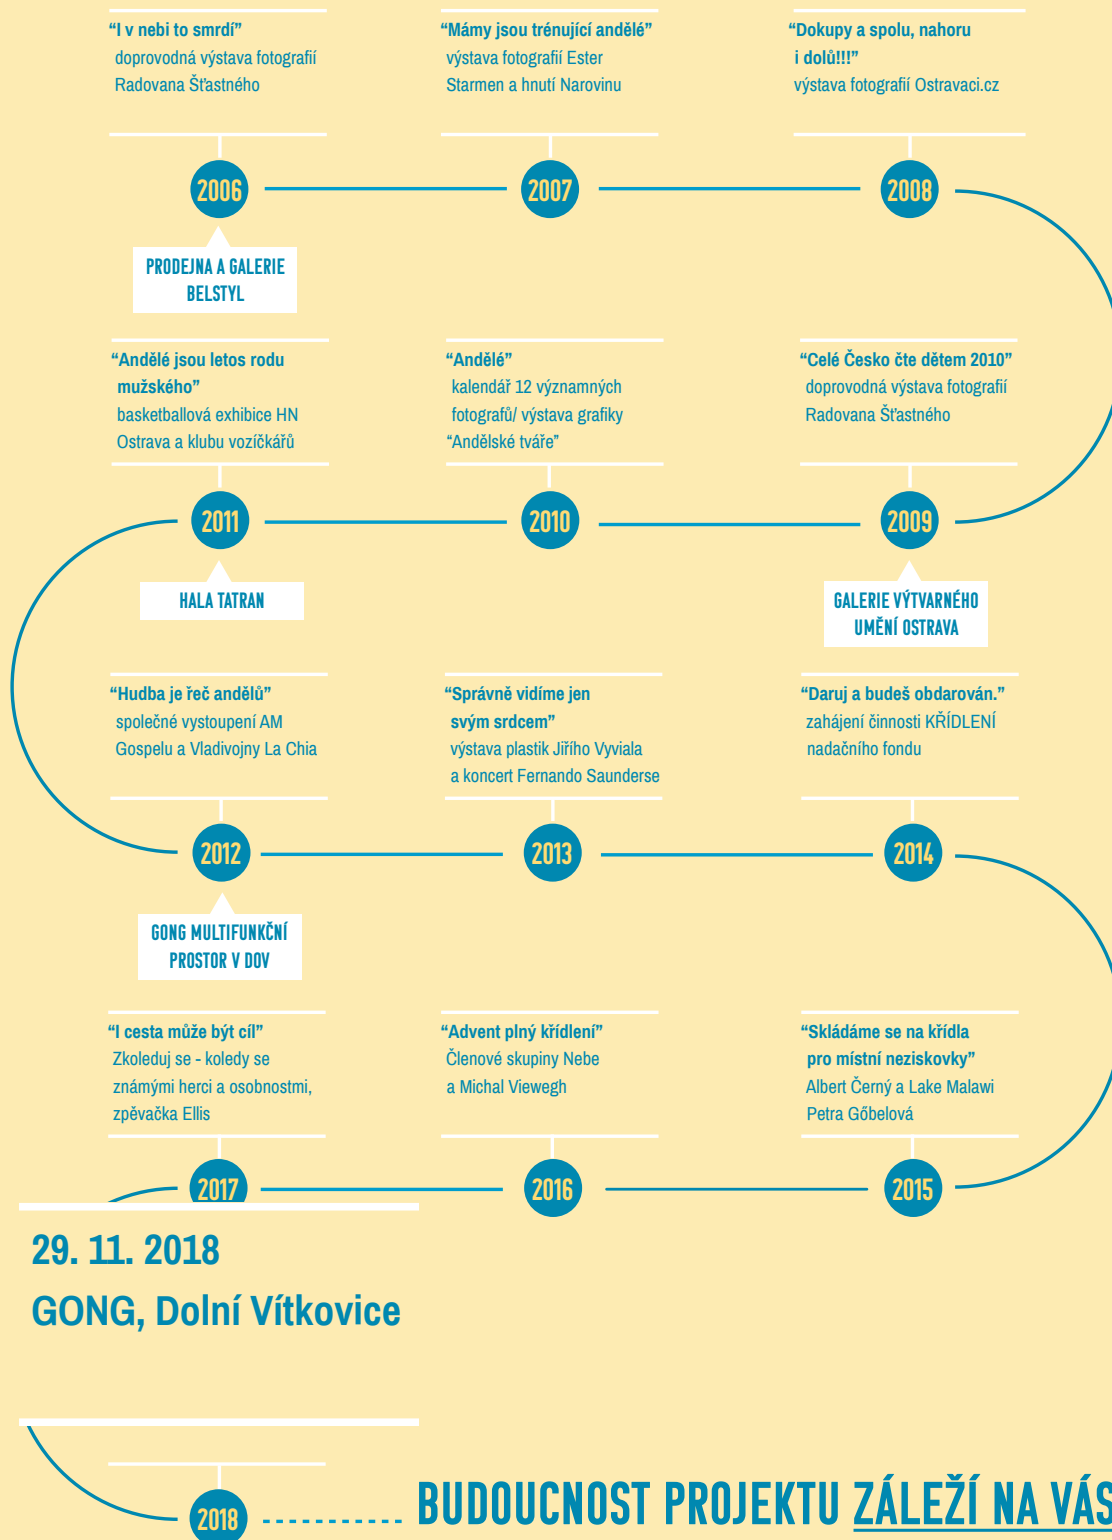 “I v nebi to smrdí”
doprovodná výstava fotografií
Radovana Šťastného
“Mámy jsou trénující andělé”
výstava fotografií Ester
Starmen a hnutí Narovinu
“Dokupy a spolu, nahoru
i dolů!!!”
výstava fotografií Ostravaci.cz
2006
2007
2008
PRODEJNA A GALERIE
BELSTYL
“Andělé jsou letos rodu
mužského”
basketballová exhibice HN
Ostrava a klubu vozíčkářů
“Andělé”
kalendář 12 významných
fotografů/ výstava grafiky
“Andělské tváře”
“Celé Česko čte dětem 2010”
doprovodná výstava fotografií
Radovana Šťastného
2011
2010
2009
HALA TATRAN
GALERIE VÝTVARNÉHO
UMĚNÍ OSTRAVA
“Hudba je řeč andělů”
společné vystoupení AM
Gospelu a Vladivojny La Chia
“Správně vidíme jen
svým srdcem”
výstava plastik Jiřího Vyviala
a koncert Fernando Saunderse
“Daruj a budeš obdarován.”
zahájení činnosti KŘÍDLENÍ
nadačního fondu
2012
2013
2014
GONG MULTIFUNKČNÍ
PROSTOR V DOV
“I cesta může být cíl”
Zkoleduj se - koledy se
známými herci a osobnostmi,
zpěvačka Ellis
“Advent plný křídlení”
Členové skupiny Nebe
a Michal Viewegh
“Skládáme se na křídla
pro místní neziskovky”
Albert Černý a Lake Malawi
Petra Gőbelová
2017
2016
2015
29. 11. 2018
GONG, Dolní Vítkovice
2018
BUDOUCNOST PROJEKTU ZÁLEŽÍ NA VÁS